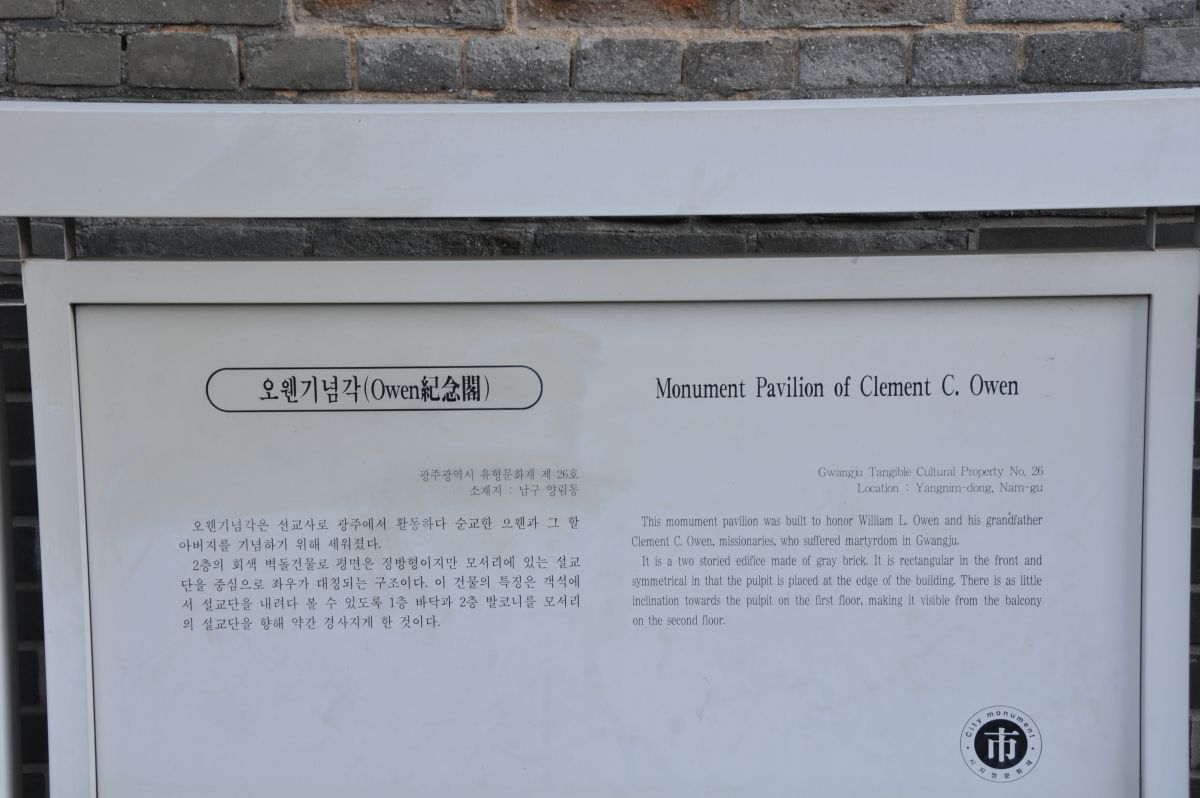 오웬기념각(Owen紀念閣)
광주광역시 유형문화재 제 26호
소재지 : 남구 양림동
오웬기념각은 선교사로 광주에서 활동하다 순교한 으웬과 그 할
아버지를 기념하기 위해 세워졌다.
2층의 회색 벽돌건물로 평면은 정방형이지만 모서리에 있는 설교
단을 중심으로 좌우가 대칭되는 구조이다. 이 건물의 특징은 객석에
서 설교단을 내려다 볼 수 있도록 1층 바닥과 2층 발코니를 모서리
의 설교단을 향해 약간 경사지게 한 것이다.
Monument Pavilion of Clement C. Owen
Gwangju Tangible Cultural Property No. 26
Location : Yangnim-dong, Nam-gu
This momument pavilion was built to honor William L. Owen and his grandfather
Clement C. Owen, missionaries, who suffered martyrdom in Gwangju.
It is a two storied edifice made of gray brick. It is rectangular in the front and
symmetrical in that the pulpit is placed at the edge of the building. There is as little
inclination towards the pulpit on the first floor, making it visible from the balcony
on the second floor.
City monument
市
시지정문화재